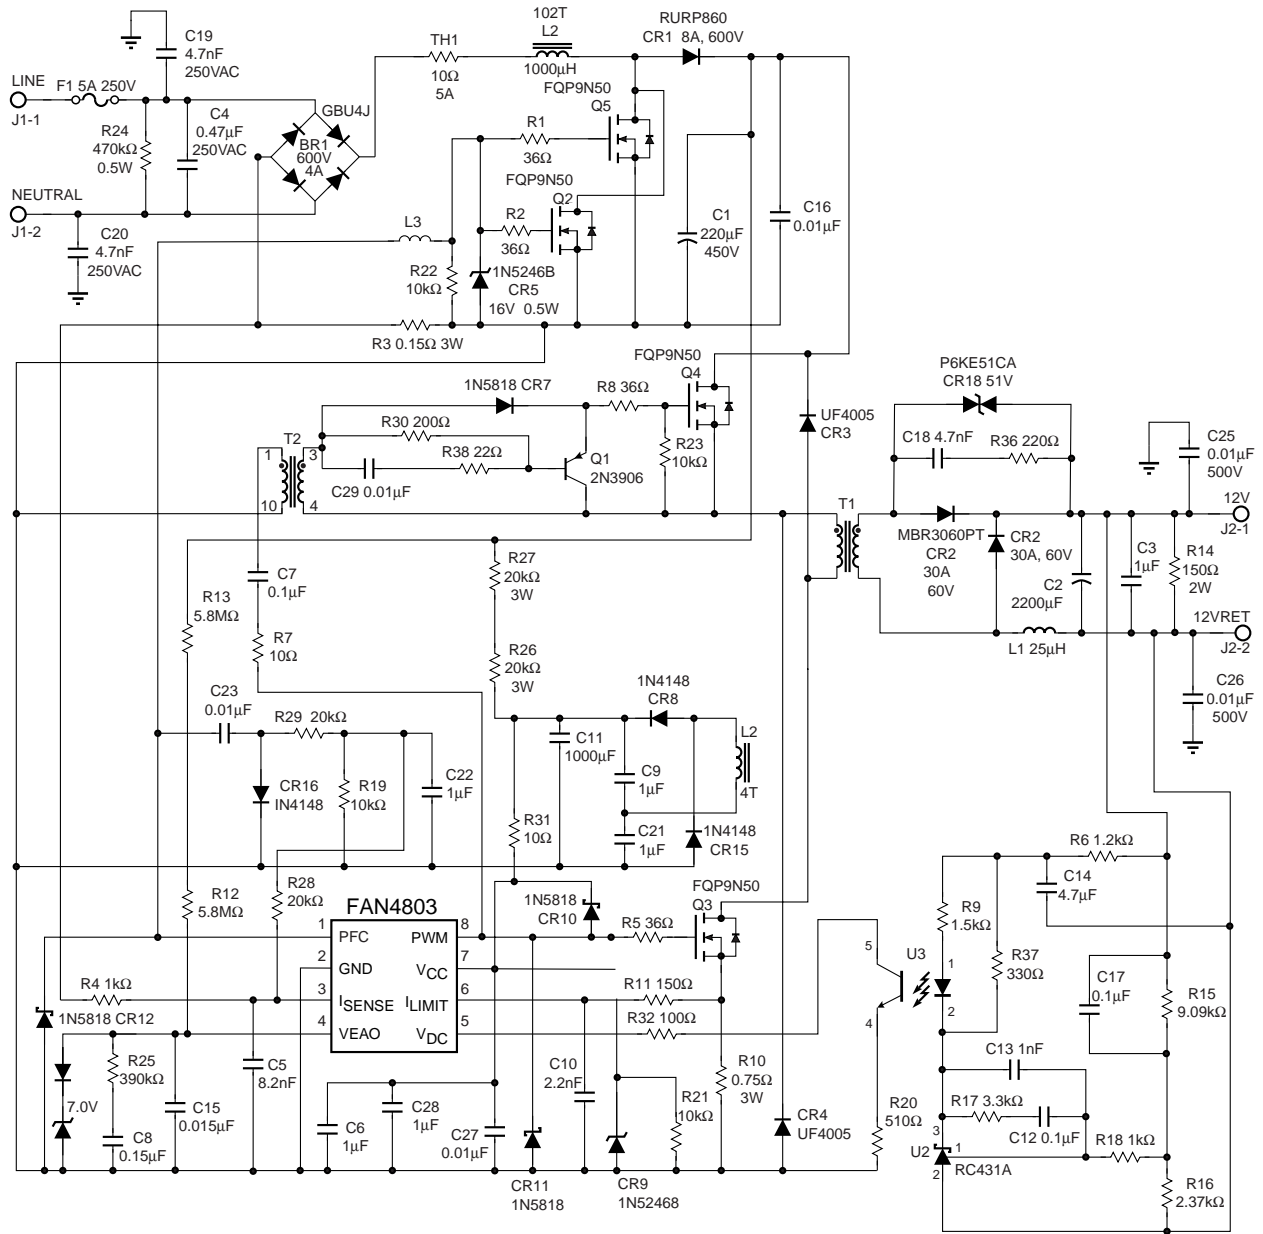 C19
4.7nF
250VAC
102T
L2
1000μH
RURP860
CR1 8A, 600V
TH1
10Ω
5A
LINE
J1-1
F1 5A 250V
GBU4J
C4
0.47μF
250VAC
R24
470kΩ
0.5W
BR1
600V
4A
FQP9N50
Q5
R1
36Ω
FQP9N50
Q2
R2
36Ω
NEUTRAL
J1-2
C20
4.7nF
250VAC
L3
R22
10kΩ
1N5246B
CR5
16V 0.5W
C1
220μF
450V
C16
0.01μF
R3 0.15Ω 3W
FQP9N50
Q4
1N5818 CR7
R8 36Ω
R30 200Ω
R38 22Ω
C29 0.01μF
T2
1
3
10
4
Q1
2N3906
R23
10kΩ
UF4005
CR3
P6KE51CA
CR18 51V
C18 4.7nF
R36 220Ω
C25
0.01μF
500V
12V
J2-1
T1
MBR3060PT
CR2
30A
60V
CR2
30A, 60V
C2
2200μF
C3
1μF
R14
150Ω
2W
12VRET
J2-2
L1 25μH
C26
0.01μF
500V
R27
20kΩ
3W
R26
20kΩ
3W
C7
0.1μF
R13
5.8MΩ
R7
10Ω
C23
0.01μF
R29 20kΩ
CR16
IN4148
R19
10kΩ
C22
1μF
1N4148
CR8
C11
1000μF
C9
1μF
L2
4T
C21
1μF
1N4148
CR15
R31
10Ω
R12
5.8MΩ
R28
20kΩ
1N5818
CR10
FQP9N50
Q3
R5 36Ω
FAN4803
1
PFC
PWM
8
2
GND
VCC
7
3
ISENSE
ILIMIT
6
4
VEAO
VDC
5
R4 1kΩ
1N5818 CR12
R11 150Ω
R32 100Ω
R25
390kΩ
7.0V
C8
0.15μF
C15
0.015μF
C5
8.2nF
C6
1μF
C28
1μF
C27
0.01μF
C10
2.2nF
CR11
1N5818
CR9
1N52468
R21
10kΩ
R10
0.75Ω
3W
CR4
UF4005
R20
510Ω
5
4
U3
1
2
R6 1.2kΩ
C14
4.7μF
R9
1.5kΩ
R37
330Ω
C17
0.1μF
R15
9.09kΩ
C13 1nF
R17 3.3kΩ
C12 0.1μF
R18 1kΩ
3
1
U2
2
RC431A
R16
2.37kΩ